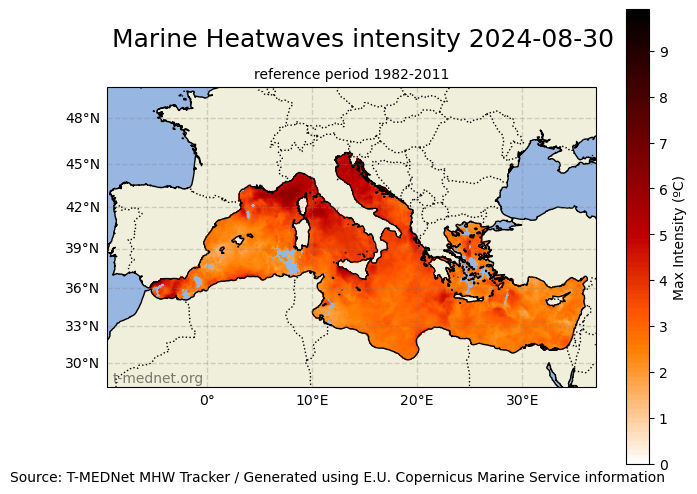 Marine Heatwaves intensity 2024-08-30
reference period 1982-2011
48°N
45°N
42°N
39°N
36°N
33°N
30°N
t-mednet.org
0°
10°E
20°E
30°E
9
8
7
6
5
4
3
2
1
0
Max Intensity (ºC)
Source: T-MEDNet MHW Tracker / Generated using E.U. Copernicus Marine Service information